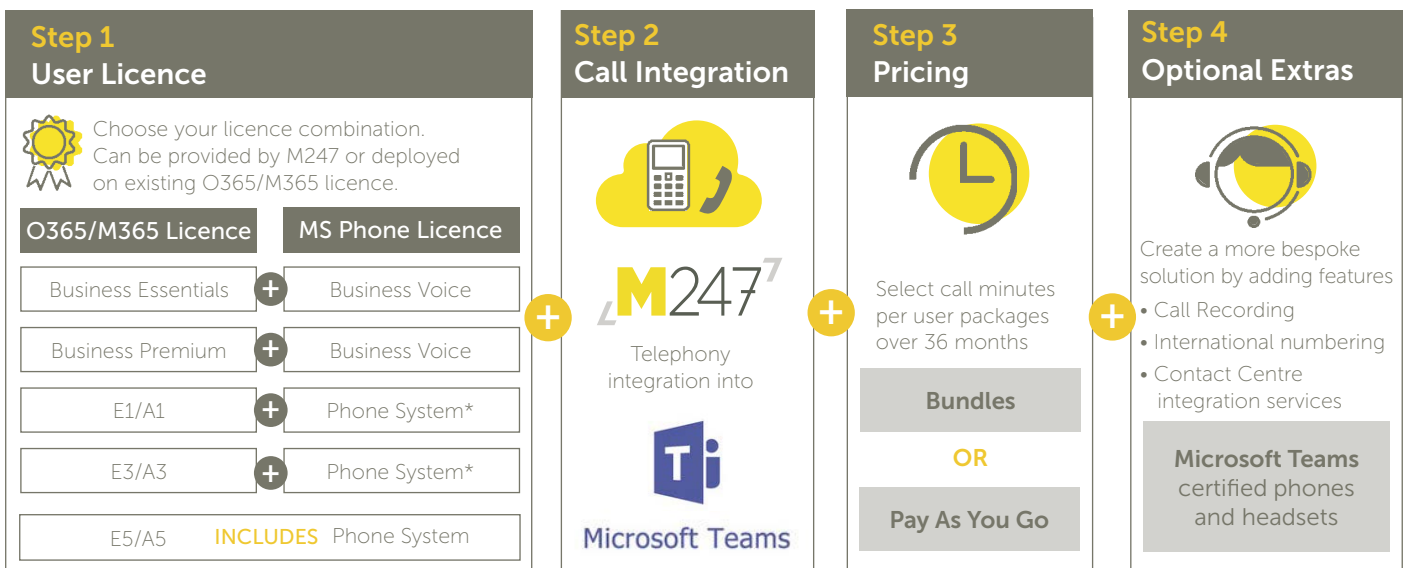 Step 1
User Licence
Choose your licence combination.
Can be provided by M247 or deployed
on existing O365/M365 licence.
O365/M365 Licence
MS Phone Licence
Business Essentials
+
Business Voice
Business Premium
+
Business Voice
E1/A1
+
Phone System*
E3/A3
+
Phone System*
E5/A5 INCLUDES Phone System
+
Step 2
Call Integration
M247
Telephony
integration into
T
Microsoft Teams
+
Step 3
Pricing
Select call minutes
per user packages
over 36 months
Bundles
OR
Pay As You Go
+
Step 4
Optional Extras
Create a more bespoke
solution by adding features
• Call Recording
• International numbering
• Contact Centre
integration services
Microsoft Teams
certified phones
and headsets